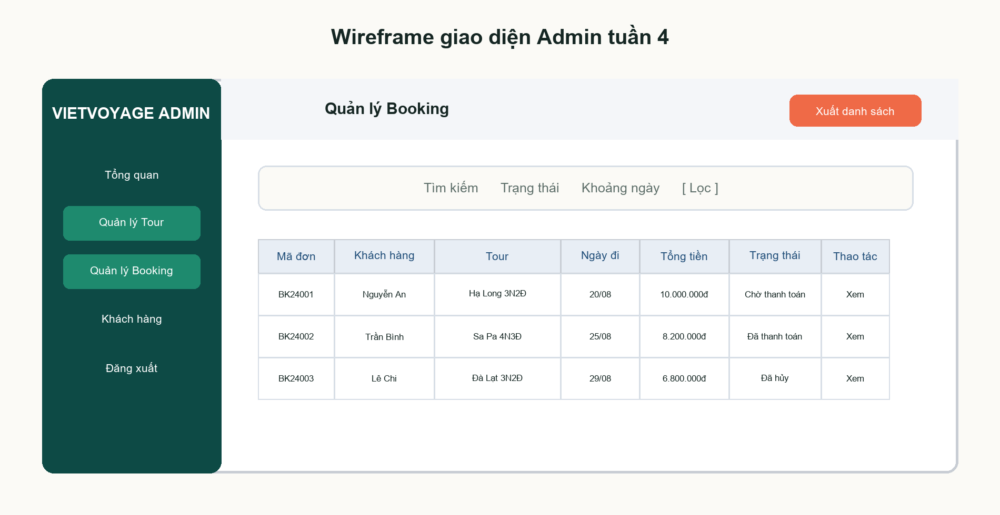 Wireframe giao diện Admin tuần 4
VIETVOYAGE ADMIN
Tổng quan
Quản lý Tour
Quản lý Booking
Khách hàng
Đăng xuất
Quản lý Booking
Xuất danh sách
Tìm kiếm Trạng thái Khoảng ngày [ Lọc ]
Mã đơn Khách hàng Tour Ngày đi Tổng tiền Trạng thái Thao tác
BK24001 Nguyễn An Hạ Long 3N2Đ 20/08 10.000.000đ Chờ thanh toán Xem
BK24002 Trần Bình Sa Pa 4N3Đ 25/08 8.200.000đ Đã thanh toán Xem
BK24003 Lê Chi Đà Lạt 3N2Đ 29/08 6.800.000đ Đã hủy Xem